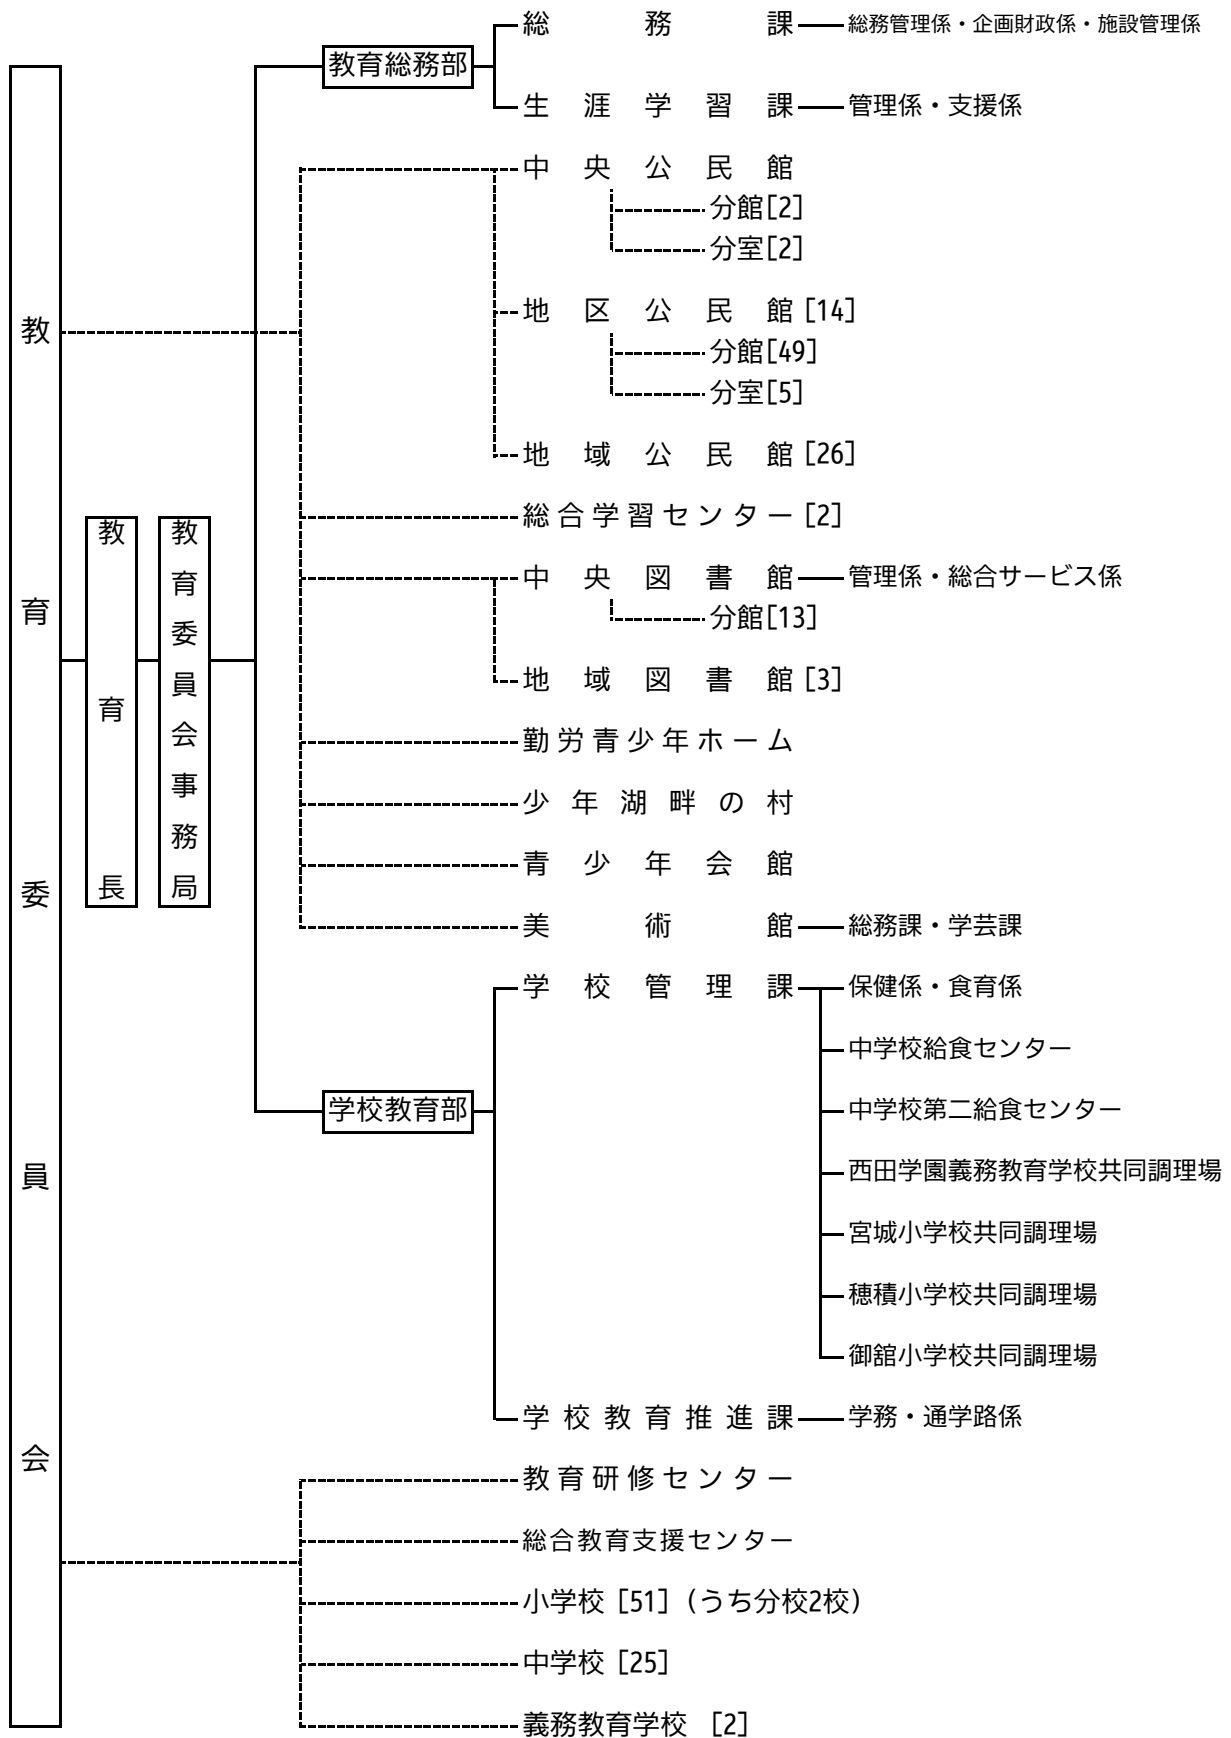 教育委員会
教育長
教育委員会事務局
教育総務部
総務課
総務管理係・企画財政係・施設管理係
生涯学習課
管理係・支援係
中央公民館
分館[2]
分室[2]
地区公民館[14]
分館[49]
分室[5]
地域公民館[26]
総合学習センター[2]
中央図書館
管理係・総合サービス係
分館[13]
地域図書館[3]
勤労青少年ホーム
少年湖畔の村
青少年会館
美術館
総務課・学芸課
学校教育部
学校管理課
保健係・食育係
中学校給食センター
中学校第二給食センター
西田学園義務教育学校共同調理場
宮城小学校共同調理場
穂積小学校共同調理場
御舘小学校共同調理場
学校教育推進課
学務・通学路係
教育研修センター
総合教育支援センター
小学校[51](うち分校2校)
中学校[25]
義務教育学校 [2]